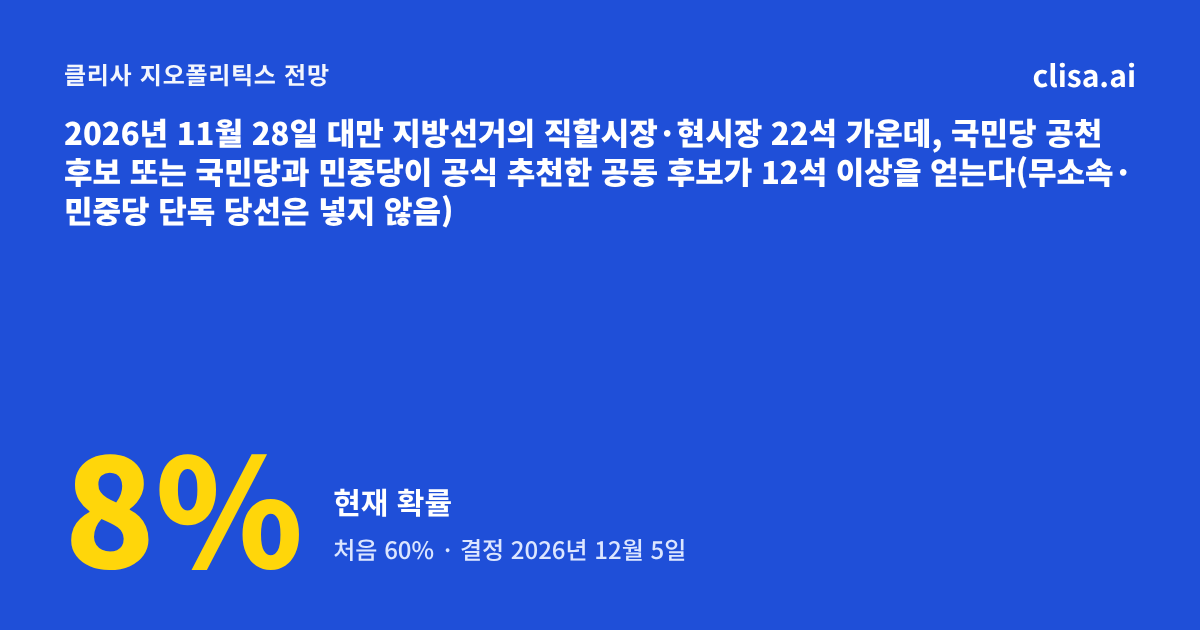 클리사 지오폴리틱스 전망
clisa.ai
2026년 11월 28일 대만 지방선거의 직할시장·현시장 22석 가운데, 국민당 공천
후보 또는 국민당과 민중당이 공식 추천한 공동 후보가 12석 이상을 얻는다(무소속·
민중당 단독 당선은 넣지 않음)
8%
현재 확률
처음 60% · 결정 2026년 12월 5일